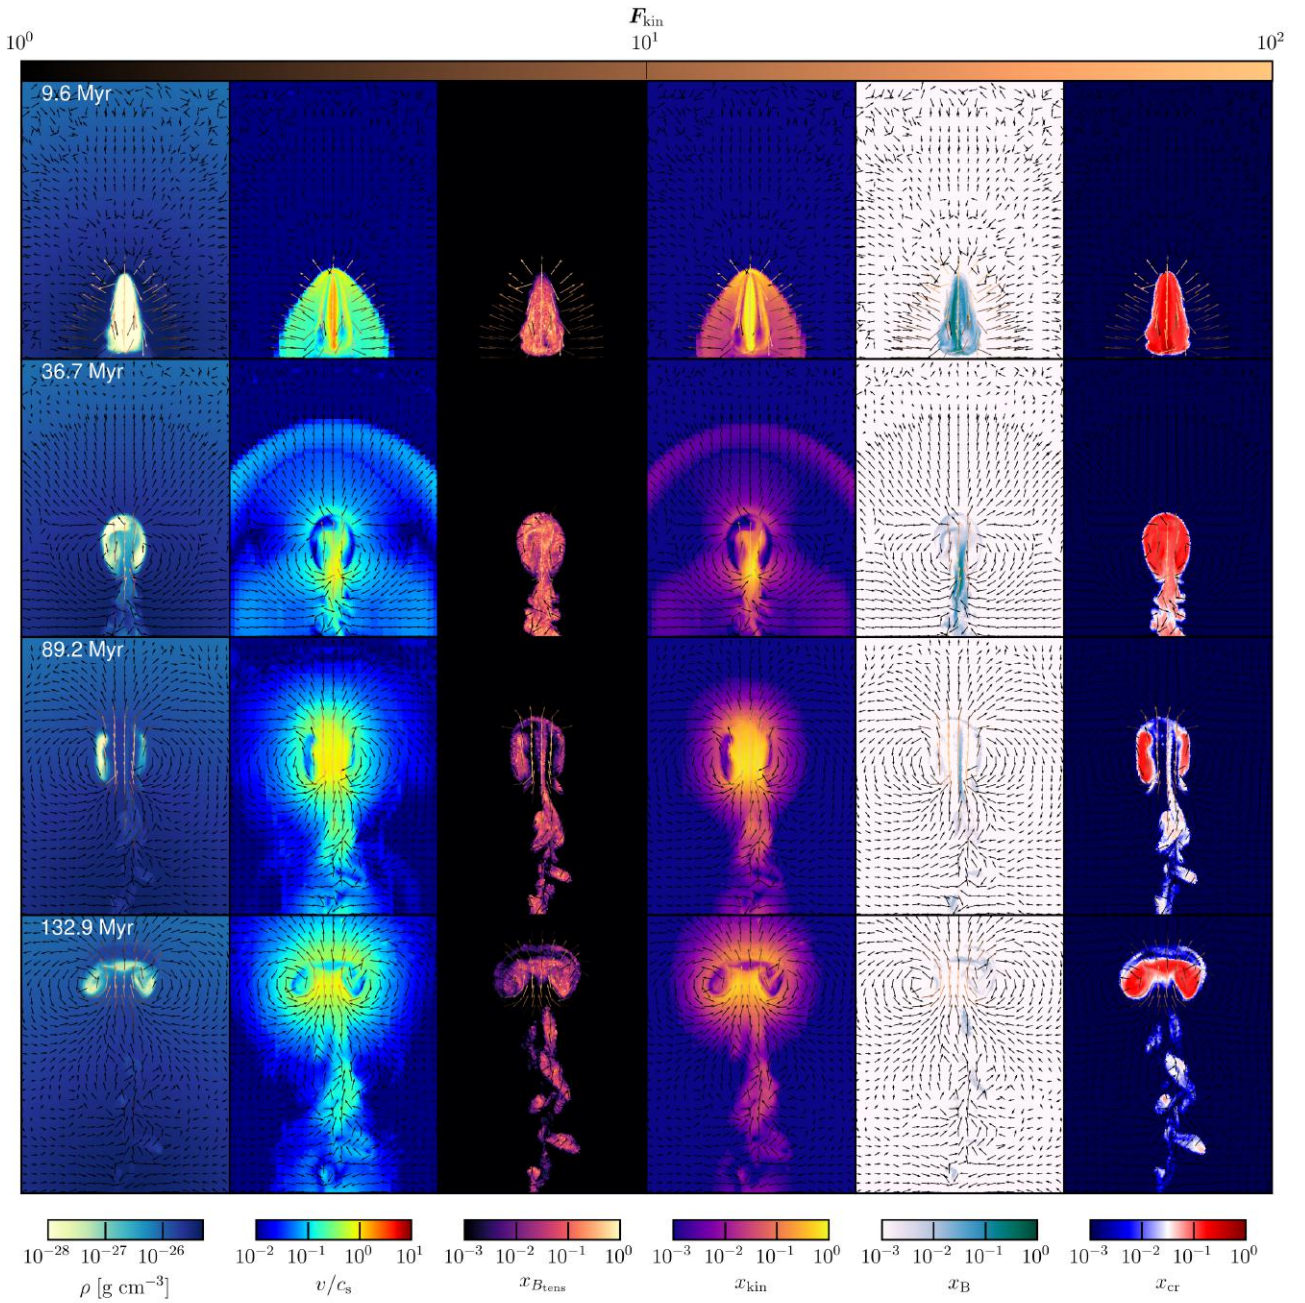 F_kin
10^0 10^1 10^2
9.6 Myr
36.7 Myr
89.2 Myr
132.9 Myr
10^−28 10^−27 10^−26 10^−2 10^−1 10^0 10^1 10^−3 10^−2 10^−1 10^0 10^−3 10^−2 10^−1 10^0 10^−3 10^−2 10^−1 10^0 10^−3 10^−2 10^−1 10^0
ρ [g cm^−3] v/c_s x_B_tens x_kin x_B x_cr